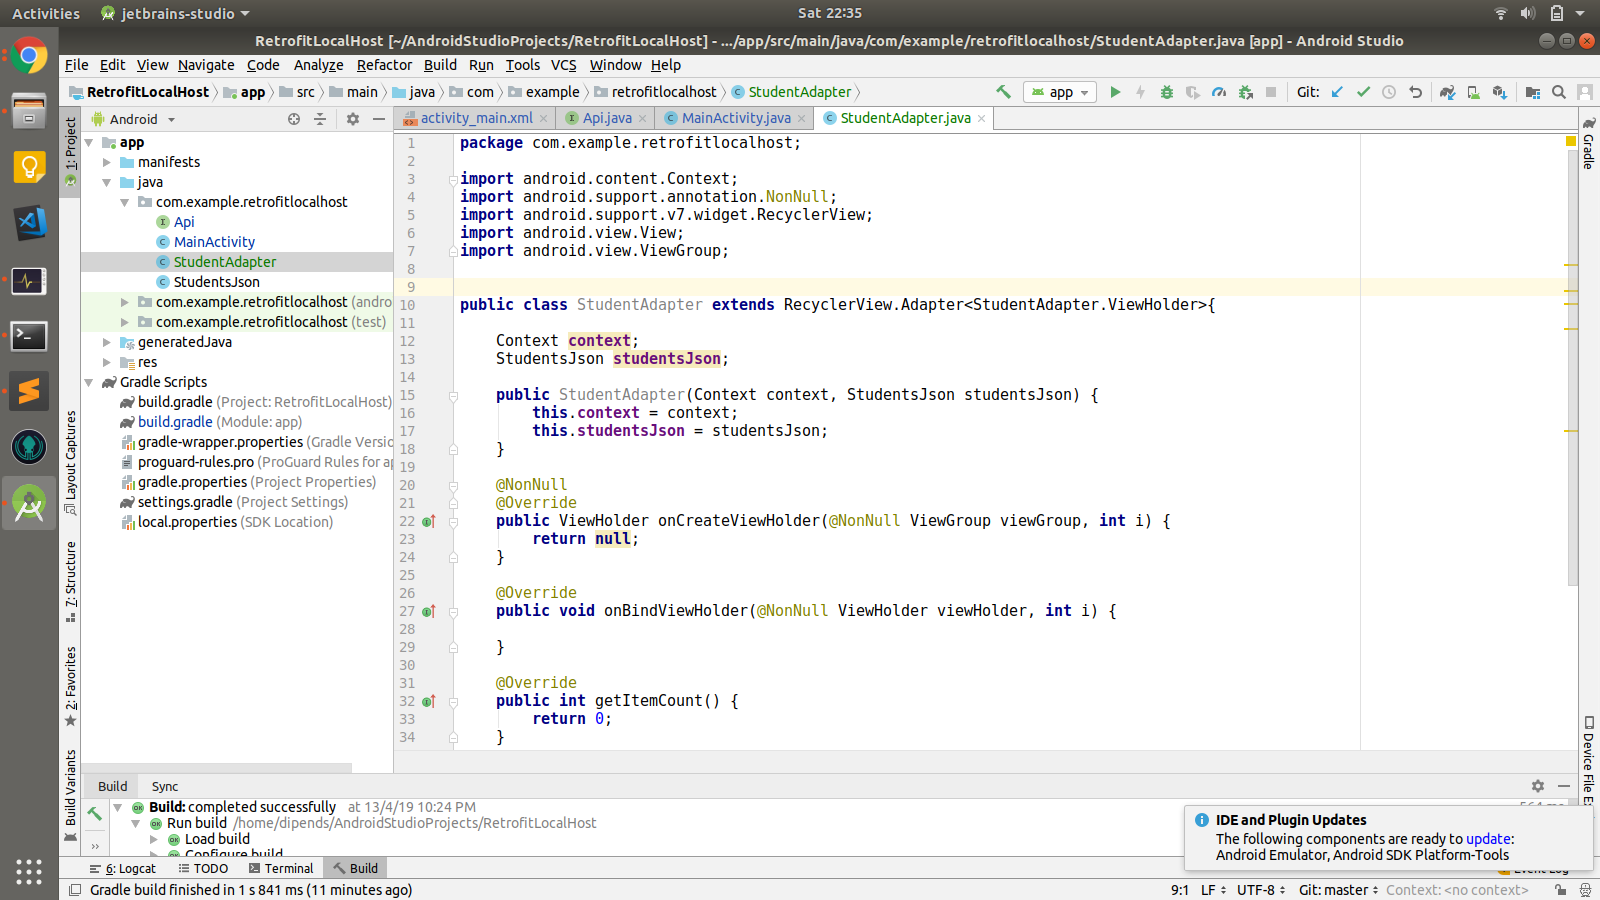 Activities
jetbrains-studio
Sat 22:35
RetrofitLocalHost [~/AndroidStudioProjects/RetrofitLocalHost] - .../app/src/main/java/com/example/retrofitlocalhost/StudentAdapter.java [app] - Android Studio
File Edit View Navigate Code Analyze Refactor Build Run Tools VCS Window Help
RetrofitLocalHost app src main java com example retrofitlocalhost StudentAdapter
app
Git:
Android
activity_main.xml Api.java MainActivity.java StudentAdapter.java
1: Project
7: Structure
Layout Captures
2: Favorites
Build Variants
app
manifests
java
com.example.retrofitlocalhost
Api
MainActivity
StudentAdapter
StudentsJson
com.example.retrofitlocalhost (andro
com.example.retrofitlocalhost (test)
generatedJava
res
Gradle Scripts
build.gradle (Project: RetrofitLocalHost)
build.gradle (Module: app)
gradle-wrapper.properties (Gradle Versio
proguard-rules.pro (ProGuard Rules for ap
gradle.properties (Project Properties)
settings.gradle (Project Settings)
local.properties (SDK Location)
1 package com.example.retrofitlocalhost;
2
3 import android.content.Context;
4 import android.support.annotation.NonNull;
5 import android.support.v7.widget.RecyclerView;
6 import android.view.View;
7 import android.view.ViewGroup;
8
9
10 public class StudentAdapter extends RecyclerView.Adapter<StudentAdapter.ViewHolder>{
11
12 Context context;
13 StudentsJson studentsJson;
14
15 public StudentAdapter(Context context, StudentsJson studentsJson) {
16 this.context = context;
17 this.studentsJson = studentsJson;
18 }
19
20 @NonNull
21 @Override
22 public ViewHolder onCreateViewHolder(@NonNull ViewGroup viewGroup, int i) {
23 return null;
24 }
25
26 @Override
27 public void onBindViewHolder(@NonNull ViewHolder viewHolder, int i) {
28
29 }
30
31 @Override
32 public int getItemCount() {
33 return 0;
34 }
Gradle
Device File E
Build Sync
Build: completed successfully at 13/4/19 10:24 PM
Run build /home/dipends/AndroidStudioProjects/RetrofitLocalHost
Load build
Configure build
IDE and Plugin Updates
The following components are ready to update:
Android Emulator, Android SDK Platform-Tools
6: Logcat TODO Terminal Build
Event Log
Gradle build finished in 1 s 841 ms (11 minutes ago)
9:1 LF UTF-8 Git: master Context: <no context>